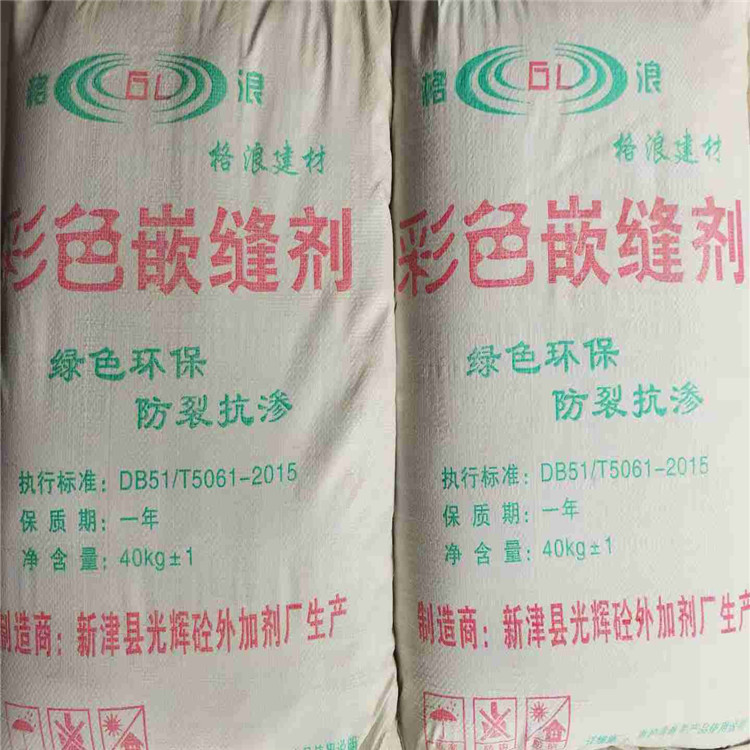 格 GL 浪
格浪建材
彩色嵌缝剂
绿色环保
防裂抗渗
执行标准：DB51/T5061-2015
保质期：一年
净含量：40kg±1
制造商：新津县光辉砼外加剂厂生产
格 GL 浪
格浪建材
彩色嵌缝剂
绿色环保
防裂抗渗
执行标准：DB51/T5061-2015
保质期：一年
净含量：40kg±1
制造商：新津县光辉砼外加剂厂生产